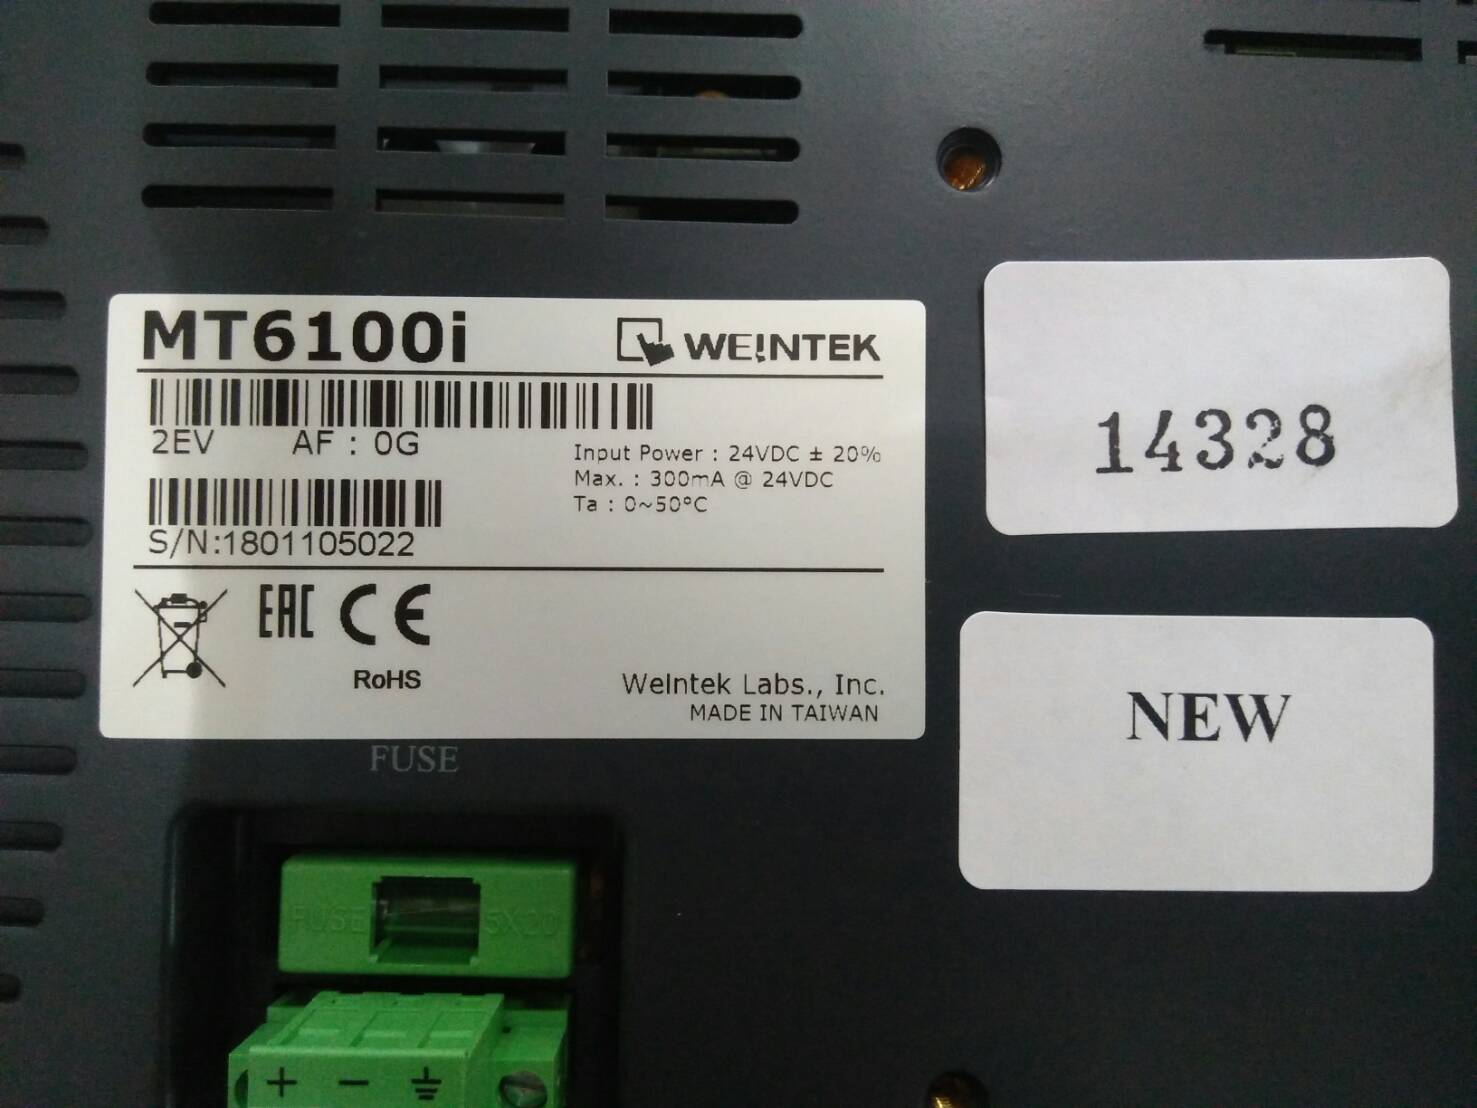 MT6100i
WEINTEK
2EV AF : 0G
Input Power : 24VDC ± 20%
Max. : 300mA @ 24VDC
Ta : 0~50°C
S/N:1801105022
EAC CE
RoHS
Weintek Labs., Inc.
MADE IN TAIWAN
14328
NEW
FUSE
FUSE 5X20
+ −